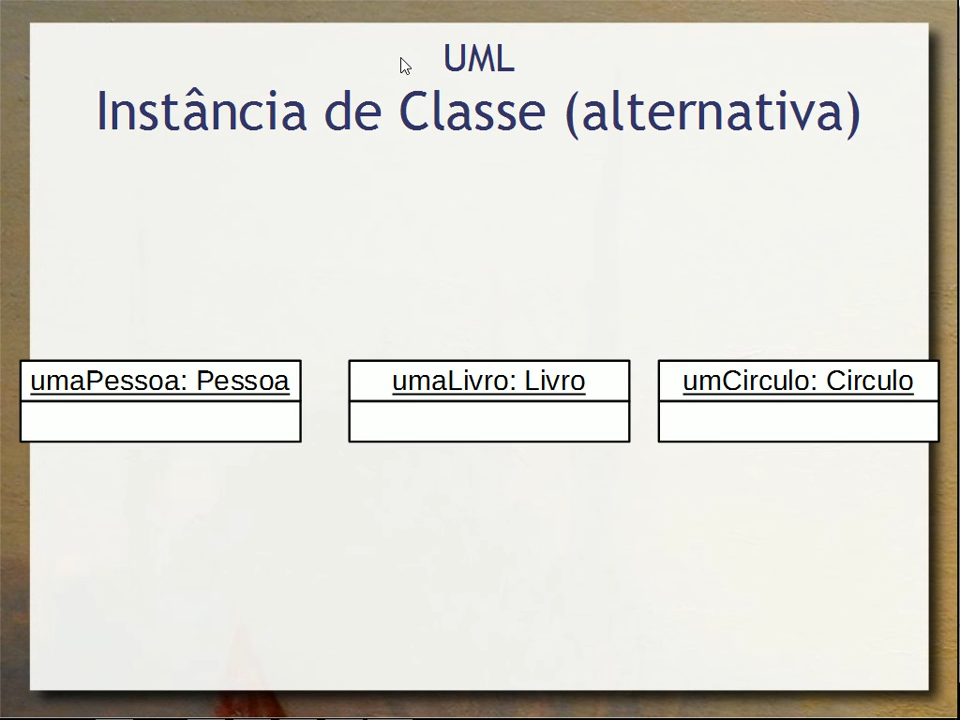 UML
Instância de Classe (alternativa)
umaPessoa: Pessoa
umaLivro: Livro
umCirculo: Circulo